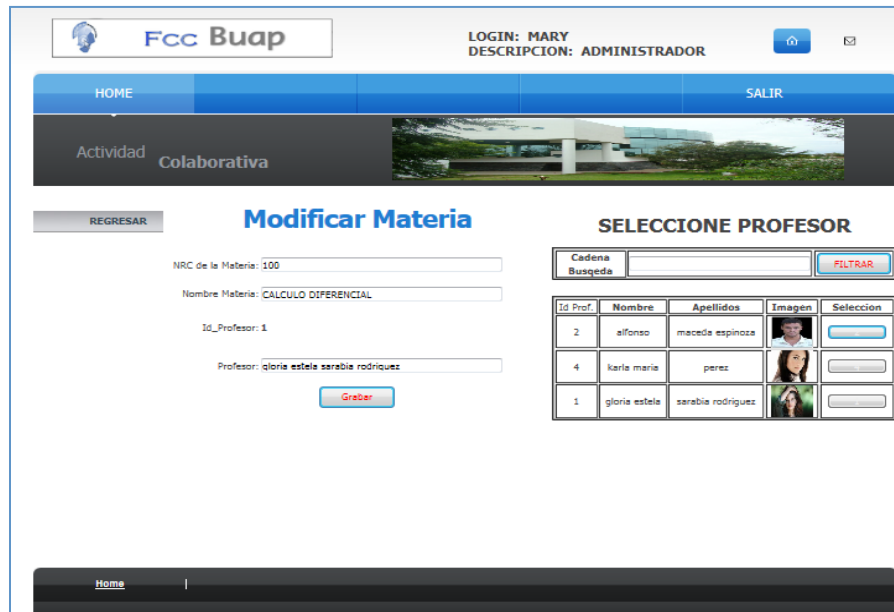 Fcc Buap
LOGIN: MARY
DESCRIPCION: ADMINISTRADOR
HOME
SALIR
Actividad Colaborativa
REGRESAR
Modificar Materia
NRC de la Materia: 100
Nombre Materia: CALCULO DIFERENCIAL
Id_Profesor: 1
Profesor: gloria estela sarabia rodriguez
Grabar
SELECCIONE PROFESOR
Cadena
Busqeda
FILTRAR
Id Prof. Nombre Apellidos Imagen Seleccion
2 alfonso maceda espinoza
4 karla maria perez
1 gloria estela sarabia rodriguez
Home |